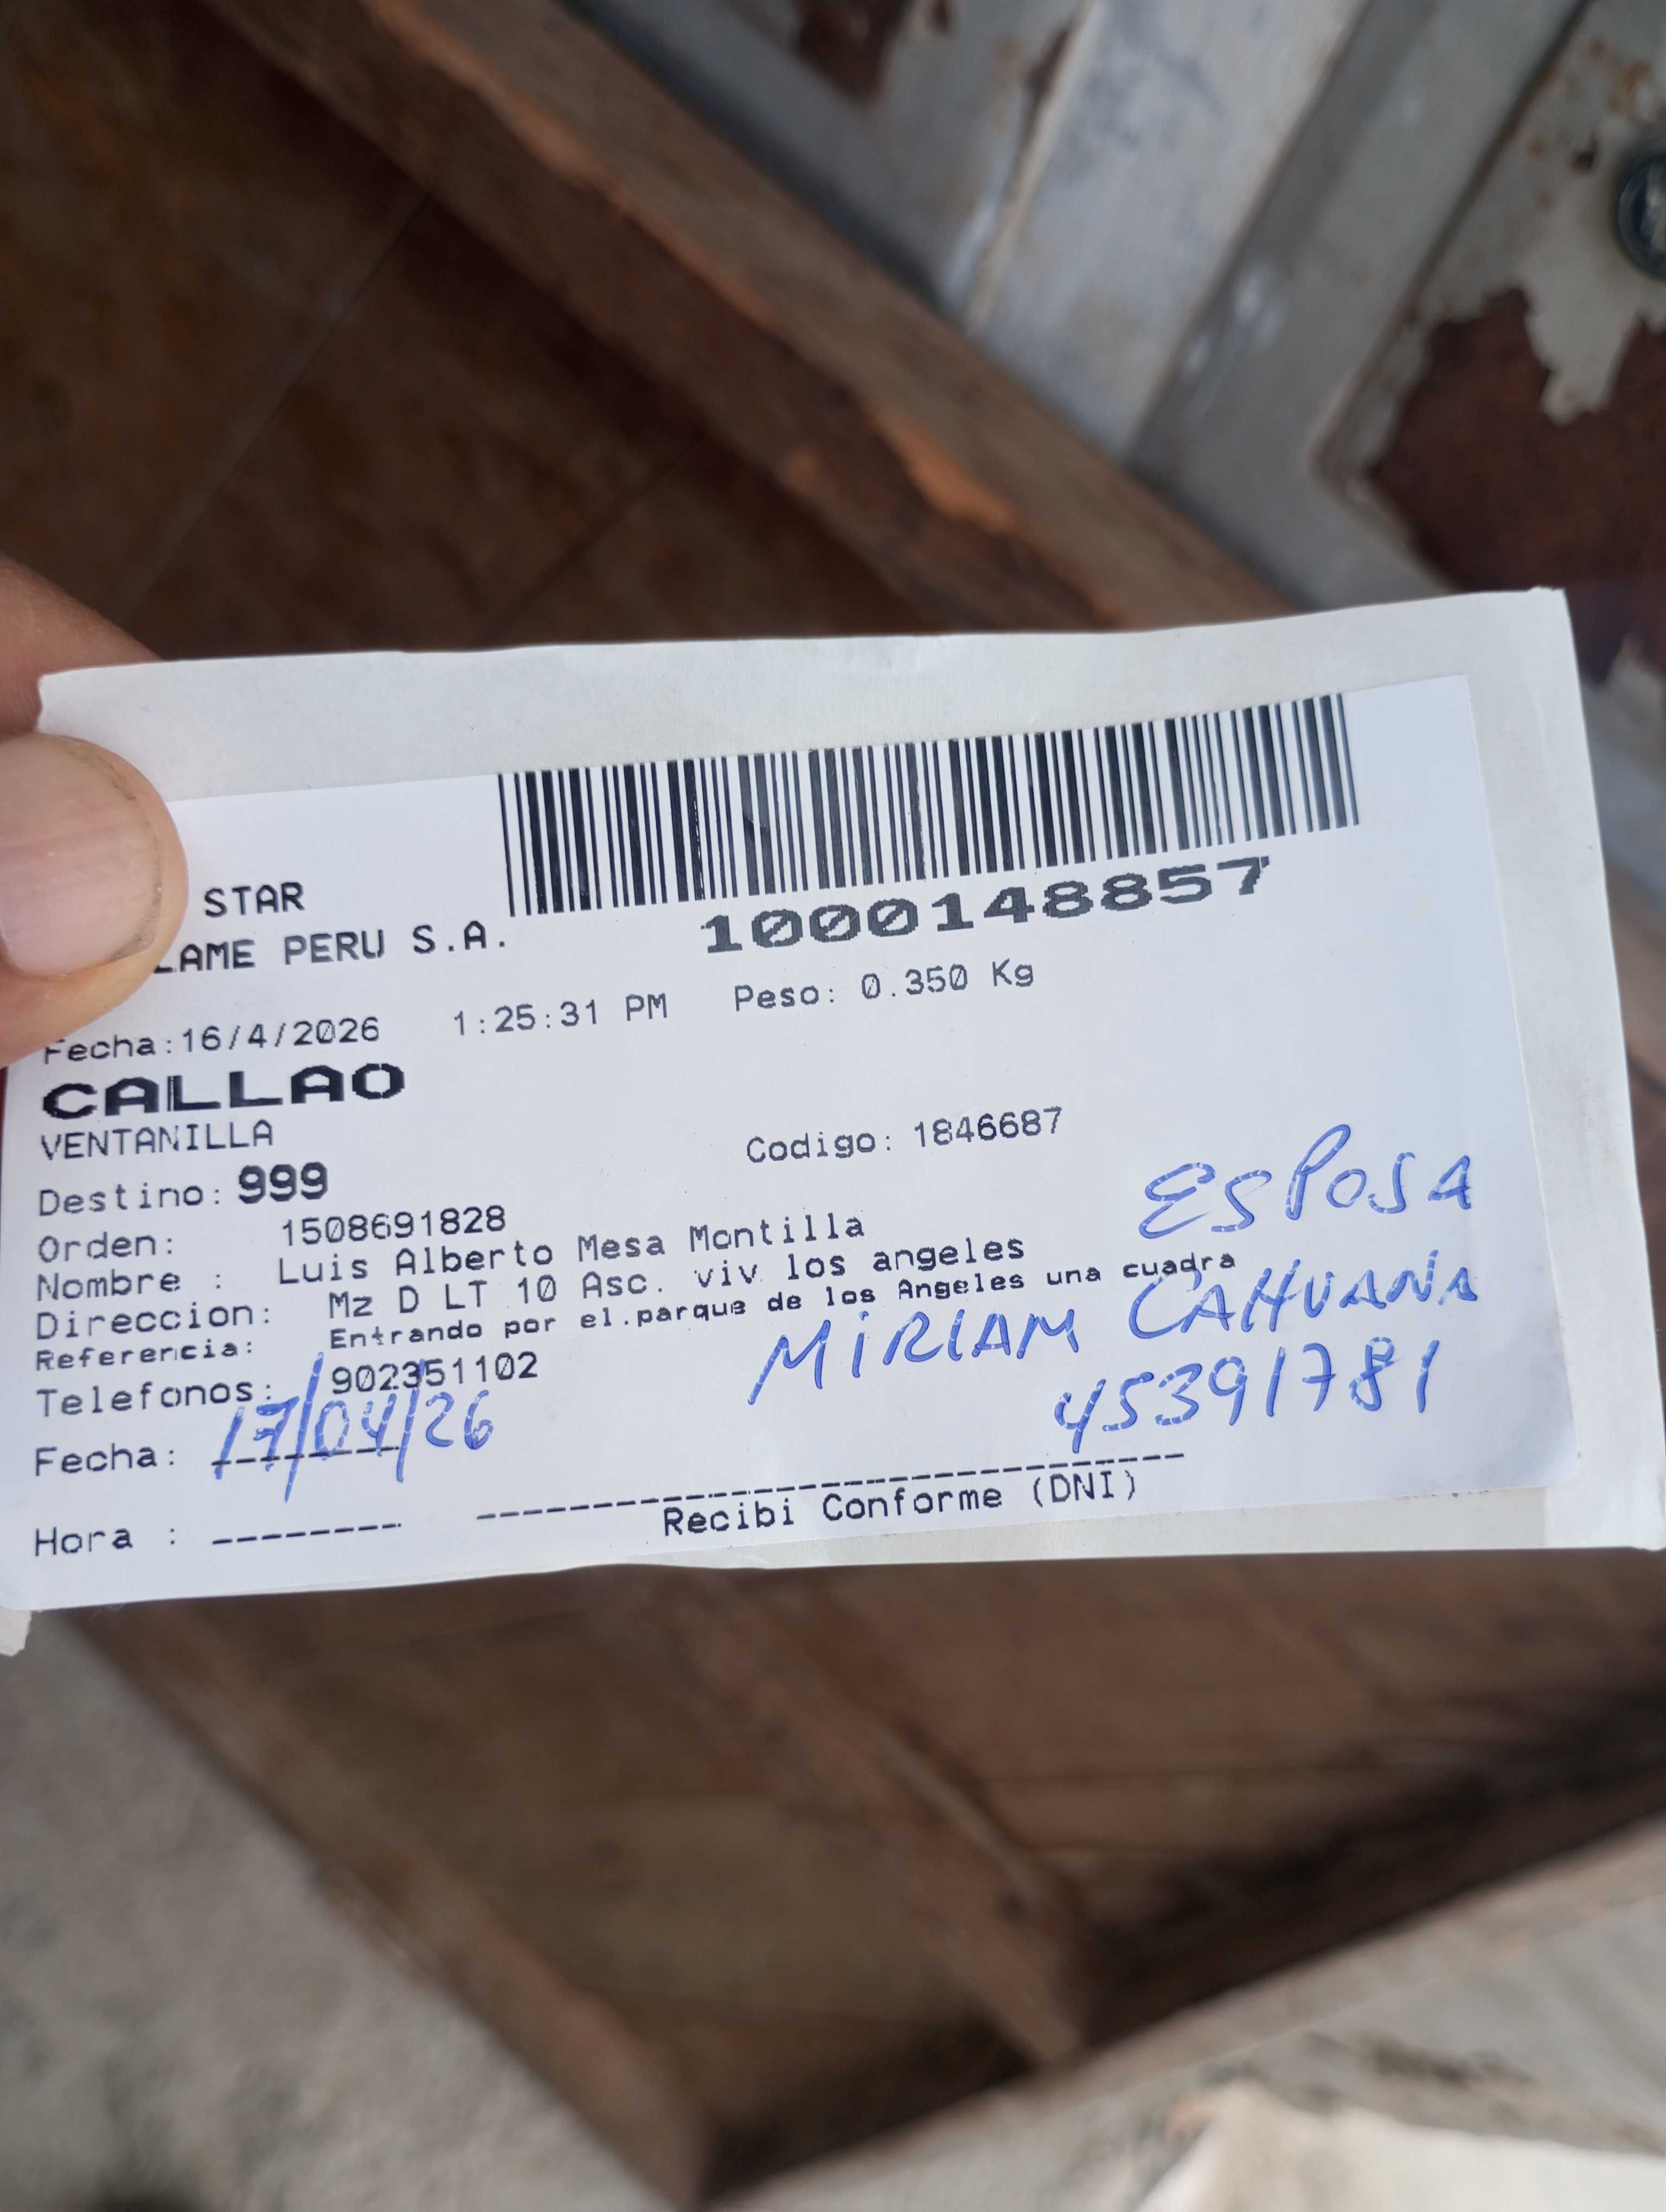 STAR
LAME PERU S.A.
1000148857
Fecha:16/4/2026 1:25:31 PM Peso: 0.350 Kg
CALLAO
VENTANILLA
Codigo: 1846687
Destino: 999
Orden: 1508691828
Nombre : Luis Alberto Mesa Montilla
Direccion: Mz D LT 10 Asc. viv los angeles
Referencia: Entrando por el.parque de los Angeles una cuadra
Telefonos: 902351102
ESPOSA
MIRIAM CAHUANA
45391781
Fecha: 17/04/26
Hora : --------
Recibi Conforme (DNI)